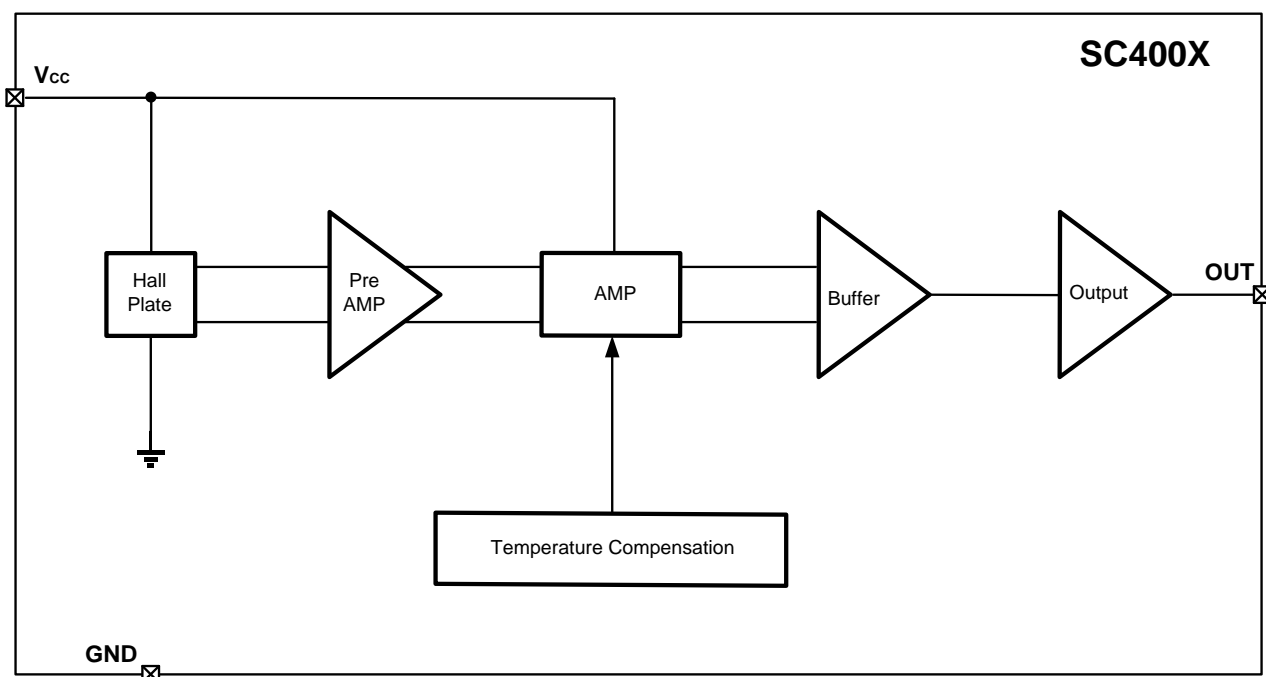 SC400X
Vcc
Hall
Plate
Pre
AMP
AMP
Buffer
Output
OUT
Temperature Compensation
GND